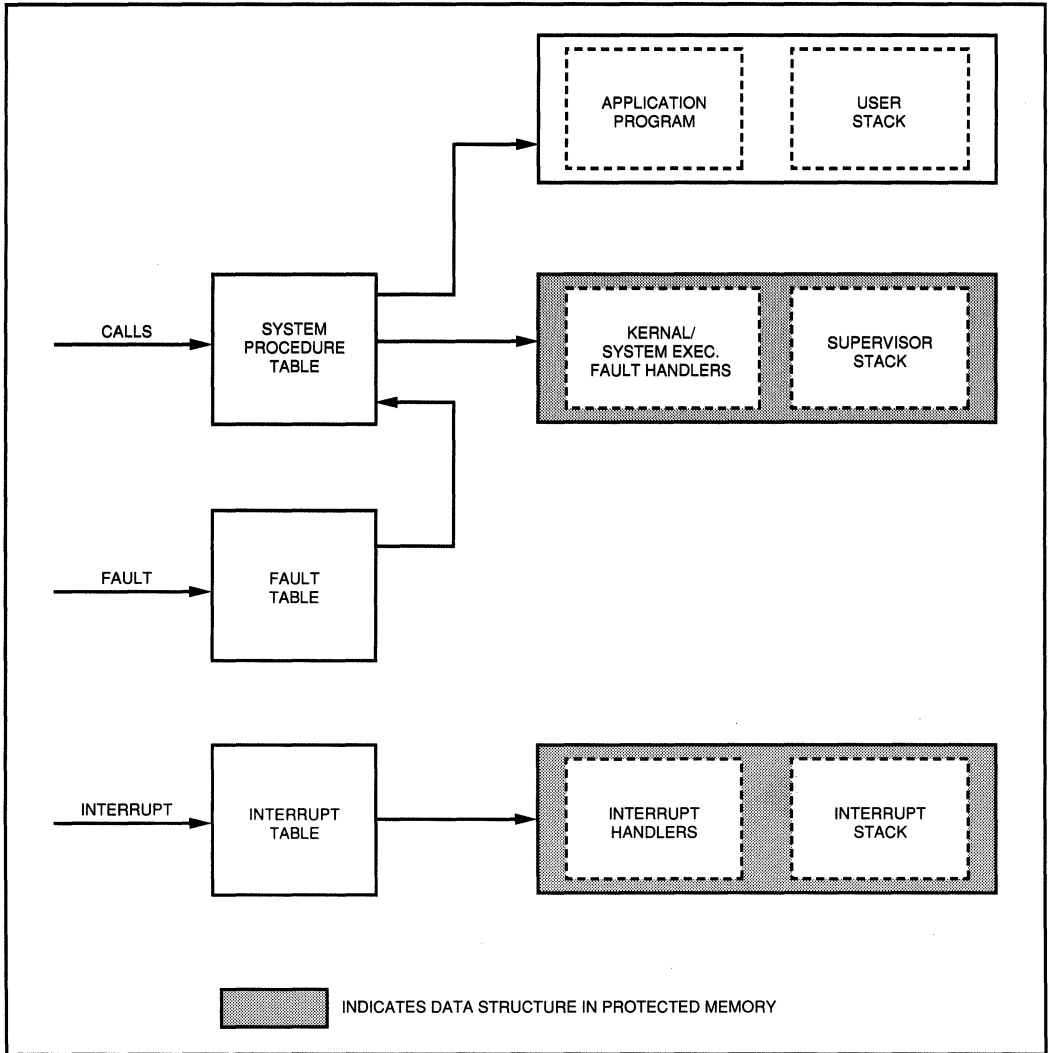 APPLICATION
PROGRAM
USER
STACK
CALLS
SYSTEM
PROCEDURE
TABLE
KERNAL/
SYSTEM EXEC.
FAULT HANDLERS
SUPERVISOR
STACK
FAULT
FAULT
TABLE
INTERRUPT
INTERRUPT
TABLE
INTERRUPT
HANDLERS
INTERRUPT
STACK
INDICATES DATA STRUCTURE IN PROTECTED MEMORY